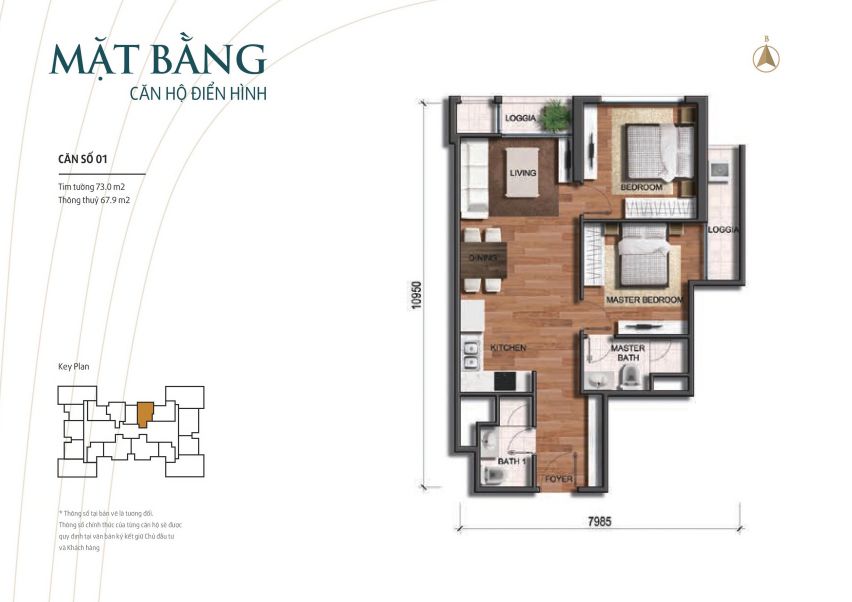 MẶT BẰNG
CĂN HỘ ĐIỂN HÌNH
B
CĂN SỐ 01
Tim tường 73.0 m2
Thông thuỷ 67.9 m2
LOGGIA
LIVING
BEDROOM
LOGGIA
DINING
MASTER BEDROOM
10950
KITCHEN
MASTER
BATH
BATH 1
FOYER
7985
Key Plan
* Thông số tại bản vẽ là tương đối.
Thông số chính thức của từng căn hộ sẽ được
quy định tại văn bản ký kết giữ Chủ đầu tư
và Khách hàng